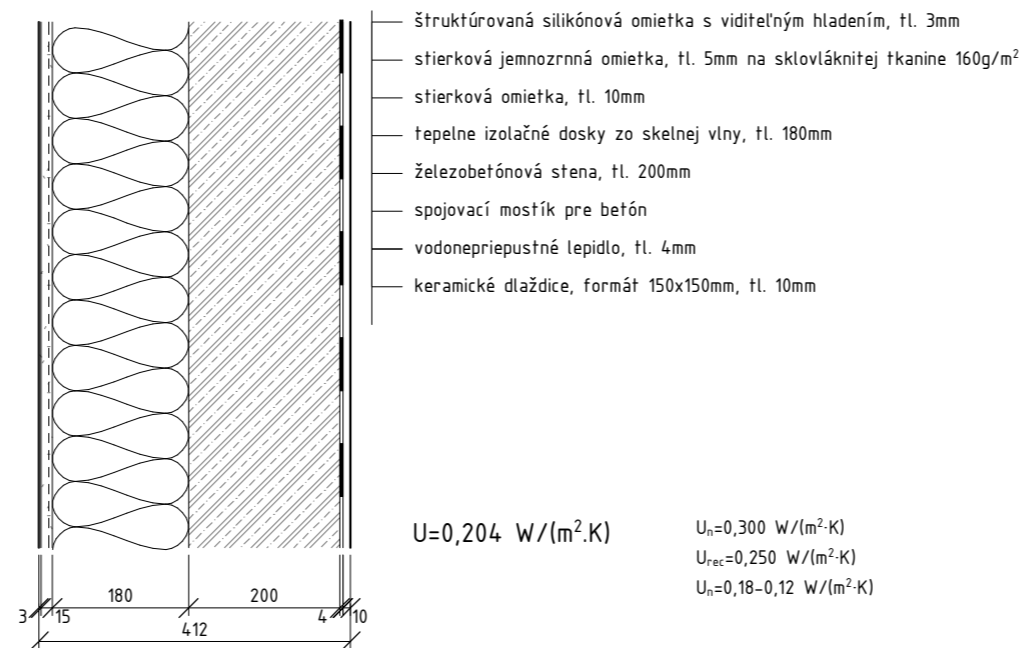 štruktúrovaná silikónová omietka s viditeľným hladením, tl. 3mm
stierková jemnozrnná omietka, tl. 5mm na sklovláknitej tkanine 160g/m²
stierková omietka, tl. 10mm
tepelne izolačné dosky zo skelnej vlny, tl. 180mm
železobetónová stena, tl. 200mm
spojovací mostík pre betón
vodonepriepustné lepidlo, tl. 4mm
keramické dlaždice, formát 150x150mm, tl. 10mm
U=0,204 W/(m².K)
Uₙ=0,300 W/(m²·K)
Uᵣₑc=0,250 W/(m²·K)
Uₙ=0,18-0,12 W/(m²·K)
3 15 180 200 4 10
412